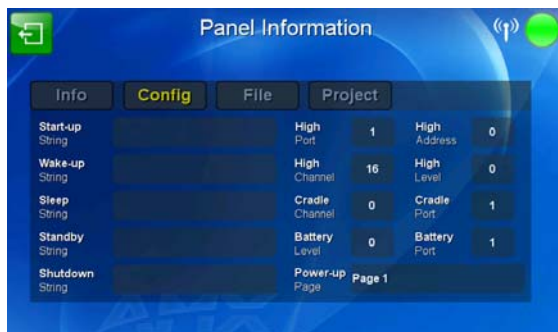 Panel Information
Info Config File Project
Start-up String High Port 1 High Address 0
Wake-up String High Channel 16 High Level 0
Sleep String Cradle Channel 0 Cradle Port 1
Standby String Battery Level 0 Battery Port 1
Shutdown String Power-up Page Page 1
AMX